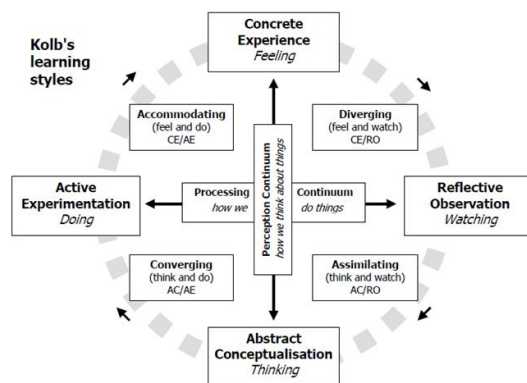 Kolb's
learning
styles
Concrete
Experience
Feeling
Accommodating
(feel and do)
CE/AE
Diverging
(feel and watch)
CE/RO
Active
Experimentation
Doing
Processing
how we
Perception Continuum
how we think about things
Continuum
do things
Reflective
Observation
Watching
Converging
(think and do)
AC/AE
Assimilating
(think and watch)
AC/RO
Abstract
Conceptualisation
Thinking